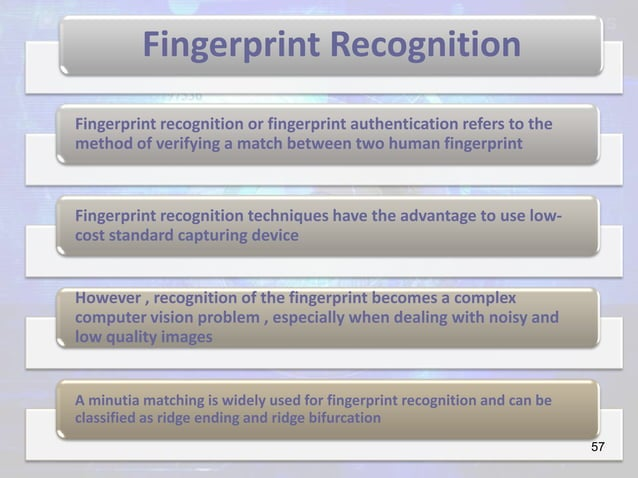 Fingerprint Recognition
Fingerprint recognition or fingerprint authentication refers to the
method of verifying a match between two human fingerprint
Fingerprint recognition techniques have the advantage to use low-
cost standard capturing device
However , recognition of the fingerprint becomes a complex
computer vision problem , especially when dealing with noisy and
low quality images
A minutia matching is widely used for fingerprint recognition and can be
classified as ridge ending and ridge bifurcation
57